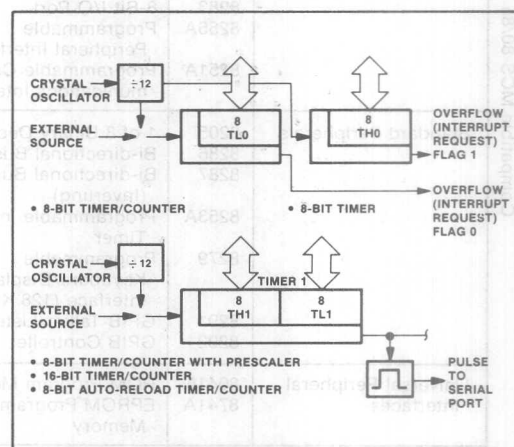 ÷12
CRYSTAL
OSCILLATOR
EXTERNAL
SOURCE
8
TL0
8
TH0
OVERFLOW
(INTERRUPT
REQUEST)
FLAG 1
OVERFLOW
(INTERRUPT
REQUEST)
FLAG 0
• 8-BIT TIMER/COUNTER
• 8-BIT TIMER
÷12
CRYSTAL
OSCILLATOR
EXTERNAL
SOURCE
TIMER 1
8
TH1
8
TL1
• 8-BIT TIMER/COUNTER WITH PRESCALER
• 16-BIT TIMER/COUNTER
• 8-BIT AUTO-RELOAD TIMER/COUNTER
PULSE
TO
SERIAL
PORT